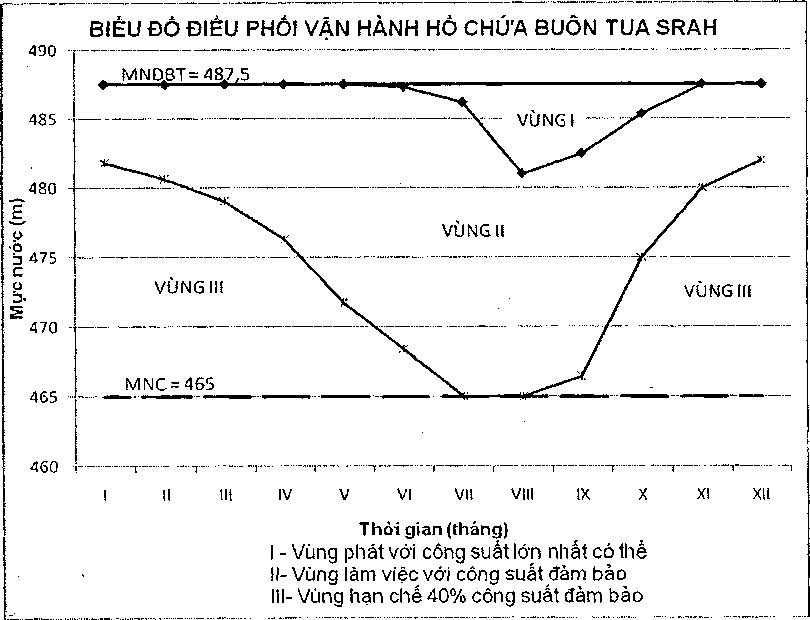 BIỂU ĐỒ ĐIỀU PHỐI VẬN HÀNH HỒ CHỨA BUÔN TUA SRAH
490
MNDBT = 487,5
485
VÙNG I
480
Mực nước (m)
VÙNG II
475
VÙNG III
VÙNG III
470
MNC = 465
465
460
I II III IV V VI VII VIII IX X XI XII
Thời gian (tháng)
I - Vùng phát với công suất lớn nhất có thể
II- Vùng làm việc với công suất đảm bảo
III- Vùng hạn chế 40% công suất đảm bảo